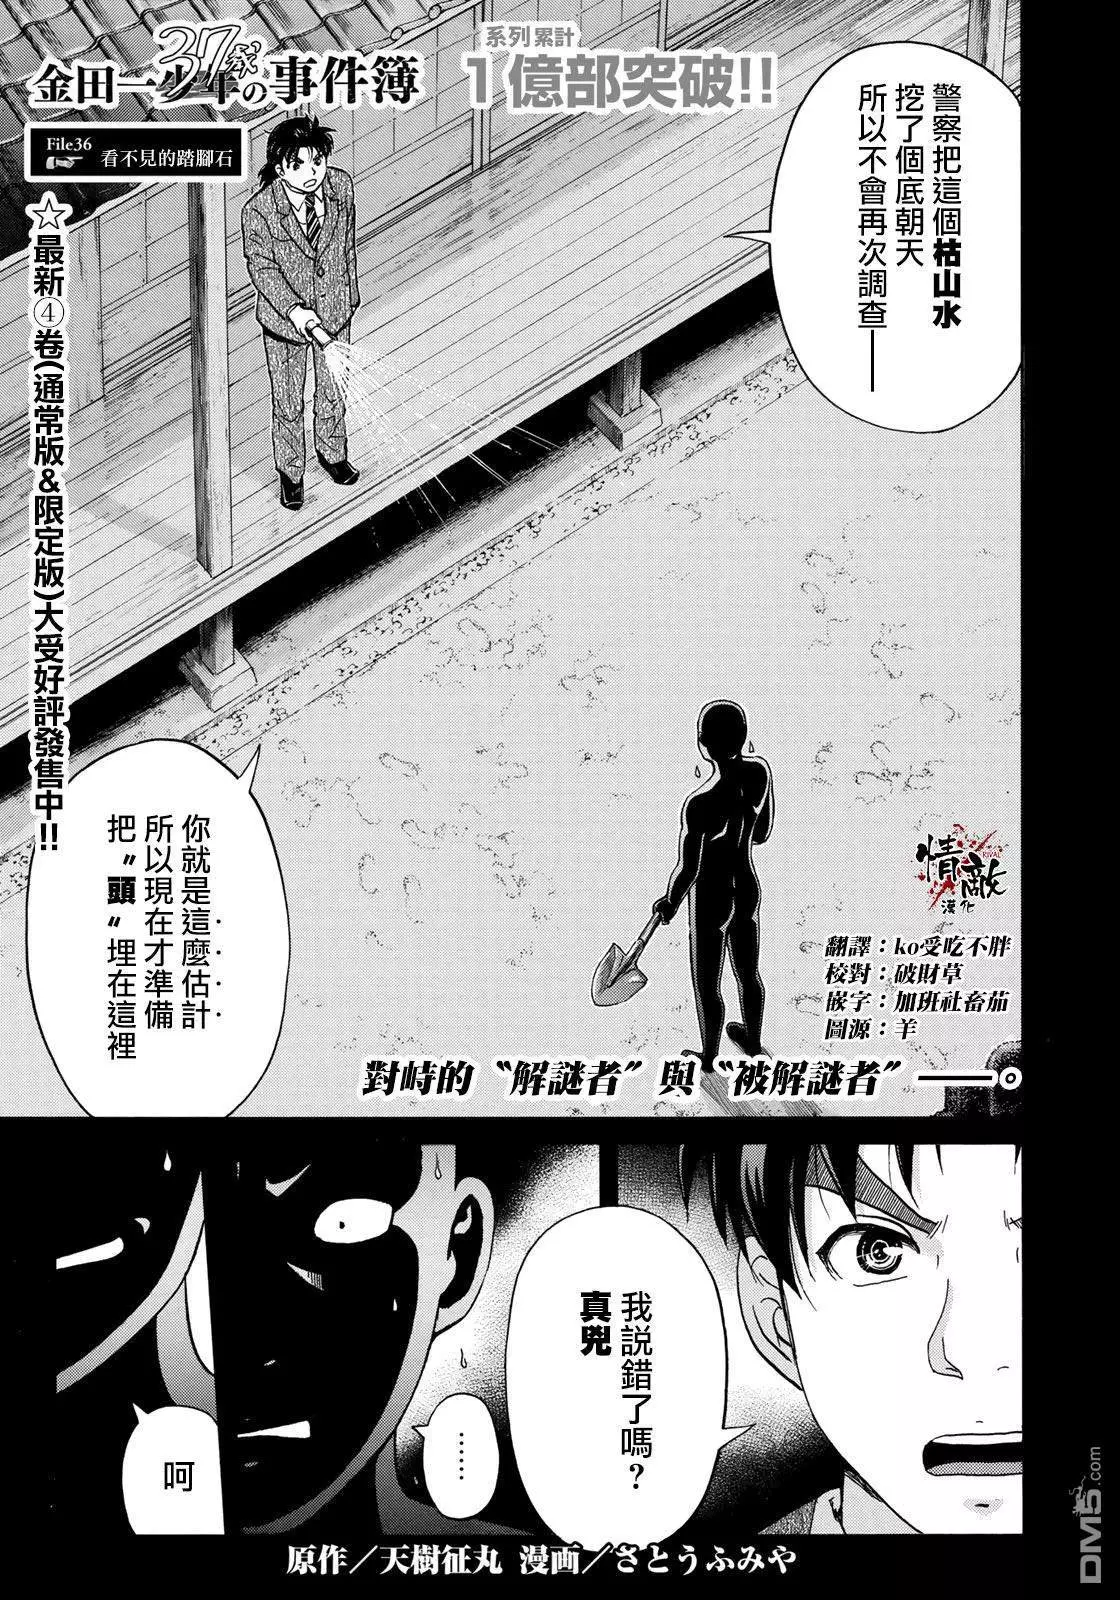 金田一37歳の事件簿
系列累計
1億部突破!!
File36
看不見的踏腳石
☆最新④卷(通常版&限定版)大受好評發售中!!
警察把這個枯山水
挖了個底朝天
所以不會再次調查——
你就是這麼估計
所以現在才準備
把〝頭〞埋在這裡
情敵
RIVAL
漢化
翻譯：ko受吃不胖
校對：破財草
嵌字：加班社畜茄
圖源：羊
對峙的〝解謎者〞與〝被解謎者〞——。
我說錯了嗎?
真兇
……
呵
原作／天樹征丸 漫画／さとうふみや
DM5.com